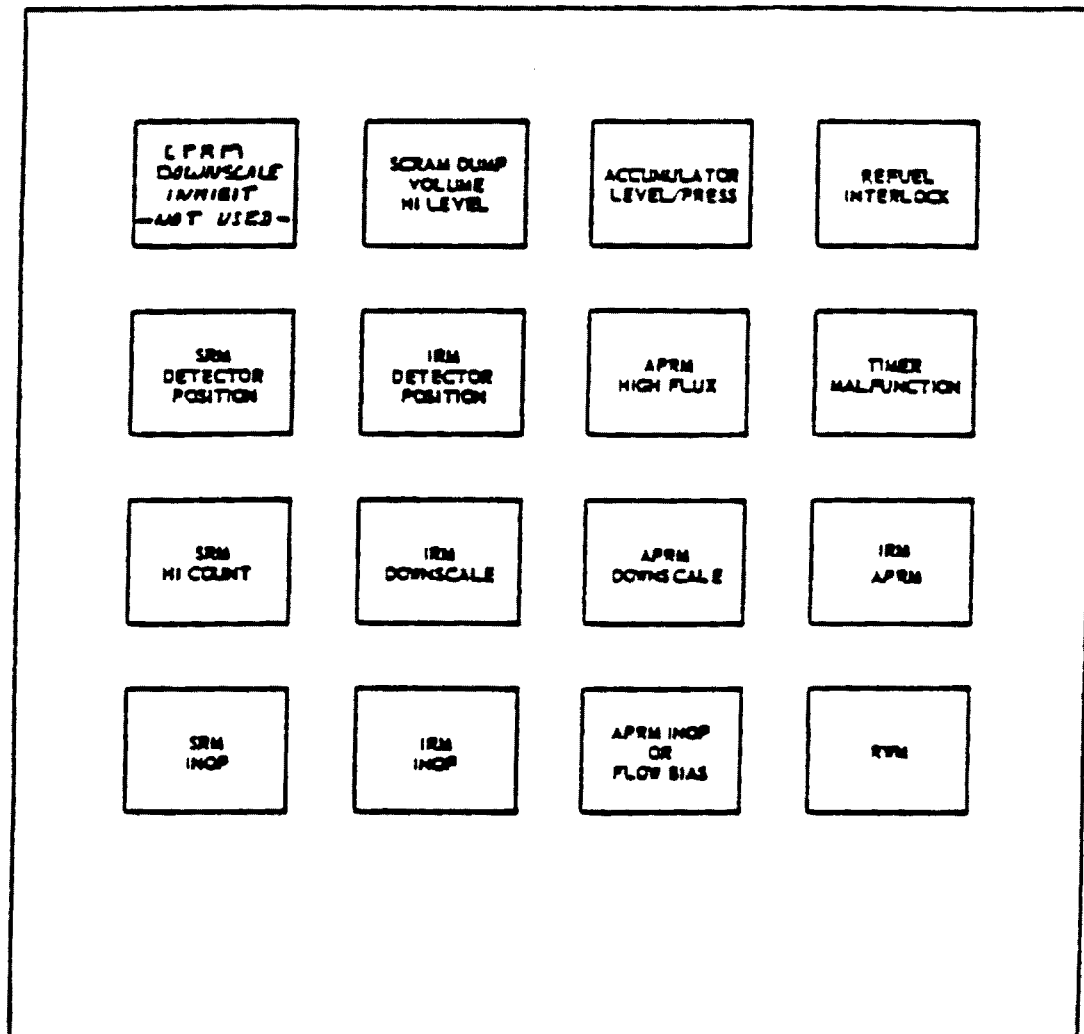 LPRM
DOWNSCALE
INHIBIT
-NOT USED-
SCRAM DUMP
VOLUME
HI LEVEL
ACCUMULATOR
LEVEL/PRESS
REFUEL
INTERLOCK
SRM
DETECTOR
POSITION
IRM
DETECTOR
POSITION
APRM
HIGH FLUX
TIMER
MALFUNCTION
SRM
HI COUNT
IRM
DOWNSCALE
APRM
DOWNSCALE
IRM
APRM
SRM
INOP
IRM
INOP
APRM INOP
OR
FLOW BIAS
RWM